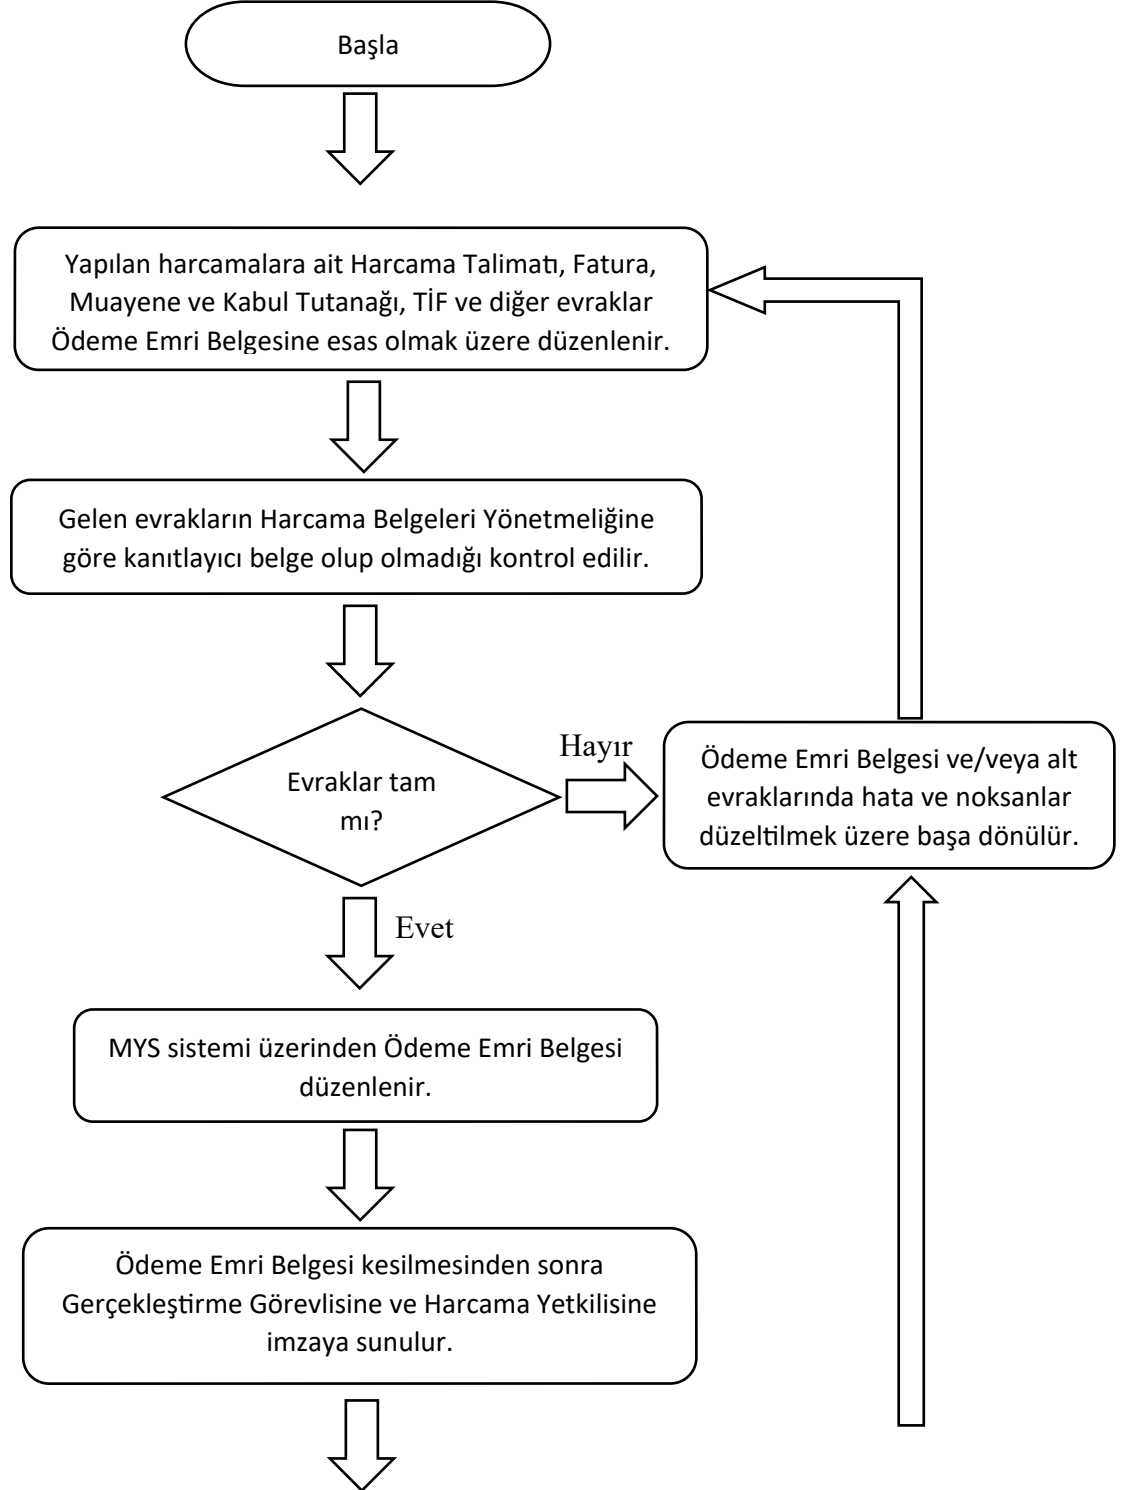 Başla
Yapılan harcamalara ait Harcama Talimatı, Fatura,
Muayene ve Kabul Tutanağı, TİF ve diğer evraklar
Ödeme Emri Belgesine esas olmak üzere düzenlenir.
Gelen evrakların Harcama Belgeleri Yönetmeliğine
göre kanıtlayıcı belge olup olmadığı kontrol edilir.
Evraklar tam
mı?
Hayır
Ödeme Emri Belgesi ve/veya alt
evraklarında hata ve noksanlar
düzeltilmek üzere başa dönülür.
Evet
MYS sistemi üzerinden Ödeme Emri Belgesi
düzenlenir.
Ödeme Emri Belgesi kesilmesinden sonra
Gerçekleştirme Görevlisine ve Harcama Yetkilisine
imzaya sunulur.